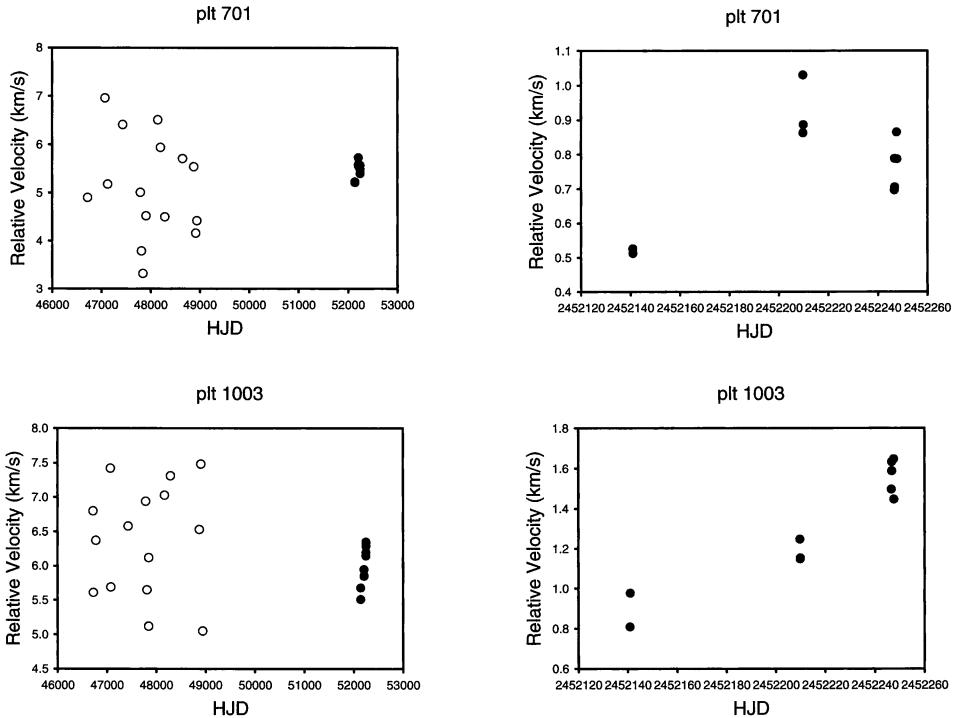 plt 701
Relative Velocity (km/s)
8
7
6
5
4
3
46000 47000 48000 49000 50000 51000 52000 53000
HJD
plt 701
Relative Velocity (km/s)
1.1
1.0
0.9
0.8
0.7
0.6
0.5
0.4
2452120 2452140 2452160 2452180 2452200 2452220 2452240 2452260
HJD
plt 1003
Relative Velocity (km/s)
8.0
7.5
7.0
6.5
6.0
5.5
5.0
4.5
46000 47000 48000 49000 50000 51000 52000 53000
HJD
plt 1003
Relative Velocity (km/s)
1.8
1.6
1.4
1.2
1.0
0.8
0.6
2452120 2452140 2452160 2452180 2452200 2452220 2452240 2452260
HJD